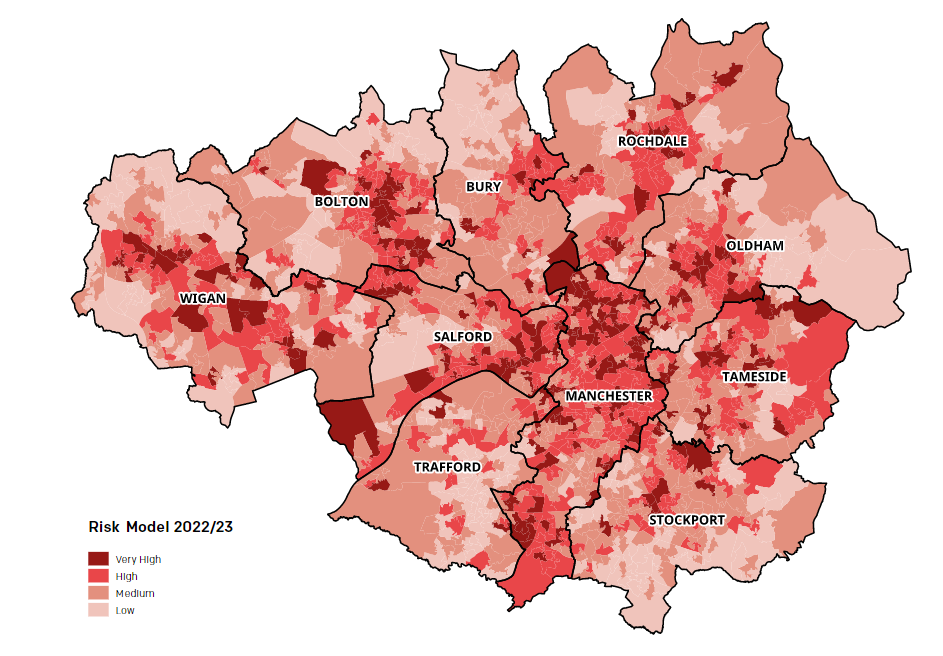 ROCHDALE
BURY
BOLTON
OLDHAM
WIGAN
SALFORD
TAMESIDE
MANCHESTER
TRAFFORD
STOCKPORT
Risk Model 2022/23
Very High
High
Medium
Low